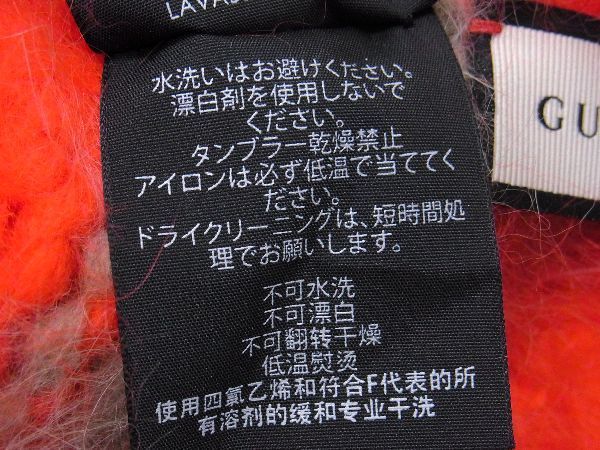 水洗いはお避けください。
漂白剤を使用しないで
ください。
タンブラー乾燥禁止
アイロンは必ず低温で当ててく
ださい。
ドライクリーニングは、短時間処
理でお願いします。
不可水洗
不可漂白
不可翻转干燥
低温熨烫
使用四氯乙烯和符合F代表的所
有溶剂的缓和专业干洗
GU